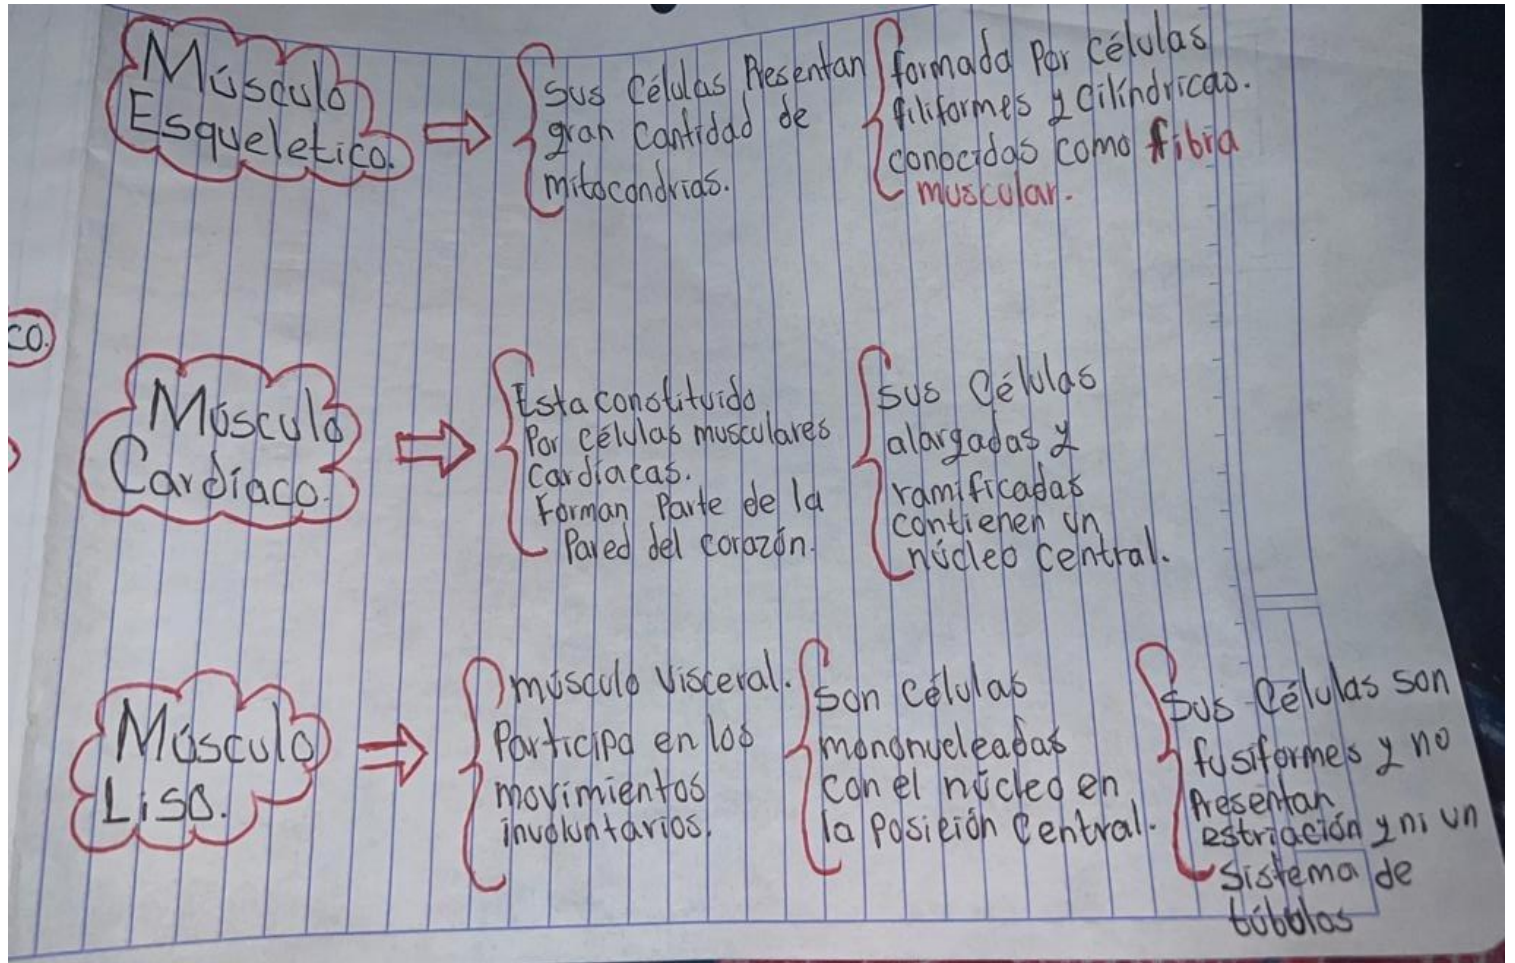 Músculo
Esqueletico.
Sus Células Presentan
gran Cantidad de
mitocondrias.
formada Por Células
filiformes y Cilíndricas.
conocidas como fibra
muscular.
co.
Músculo
Cardíaco.
Esta constituido
Por células musculares
Cardíacas.
Forman Parte de la
Pared del corazón.
Sus Células
alargadas y
ramificadas
contienen un
núcleo Central.
Músculo
Liso.
músculo Visceral.
Participa en los
movimientos
involuntarios.
Son Células
mononucleadas
con el núcleo en
la Posición Central.
Sus Células son
fusiformes y no
Presentan
estriación y ni un
Sistema de
túbulos